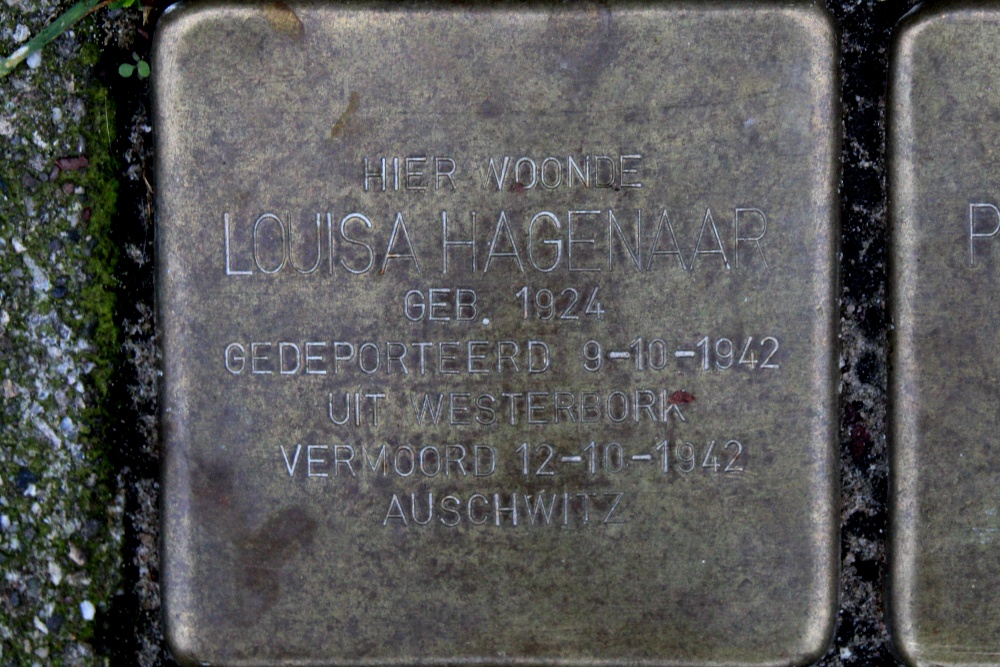 HIER WOONDE
LOUISA HAGENAAR
GEB. 1924
GEDEPORTEERD 9-10-1942
UIT WESTERBORK
VERMOORD 12-10-1942
AUSCHWITZ